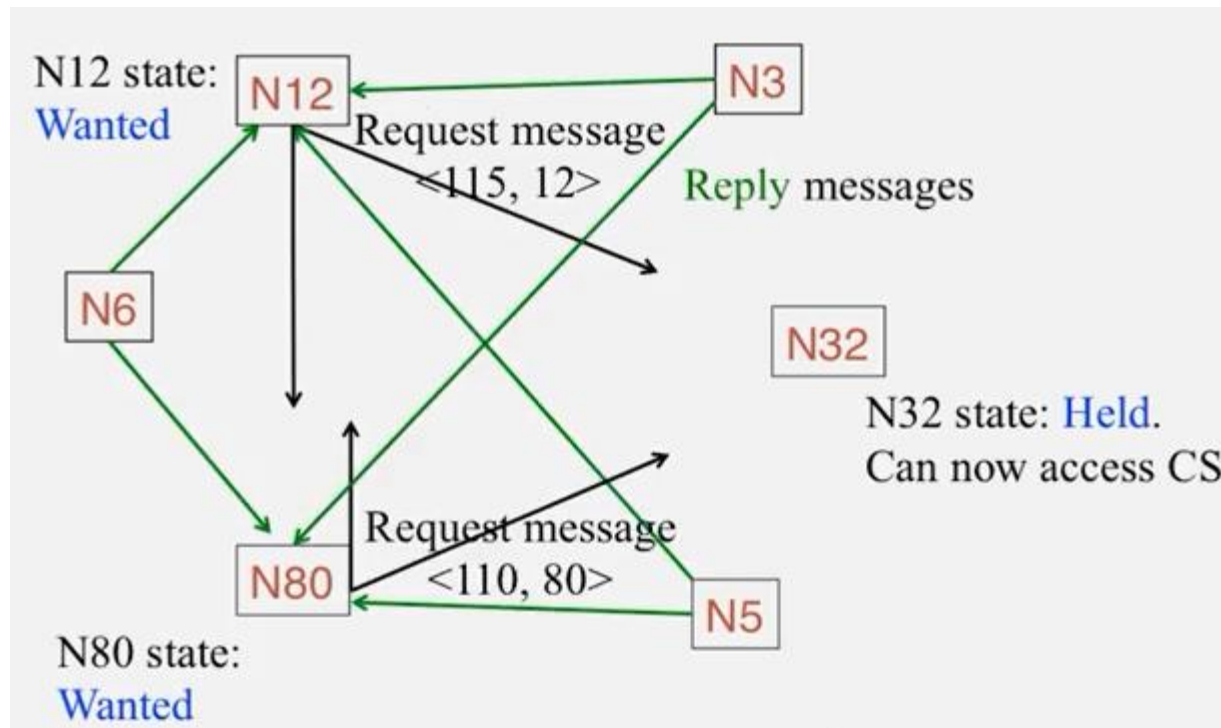 N12 state:
Wanted
N12
N3
Request message
<115, 12>
Reply messages
N6
N32
N32 state: Held.
Can now access CS
Request message
<110, 80>
N80
N5
N80 state:
Wanted